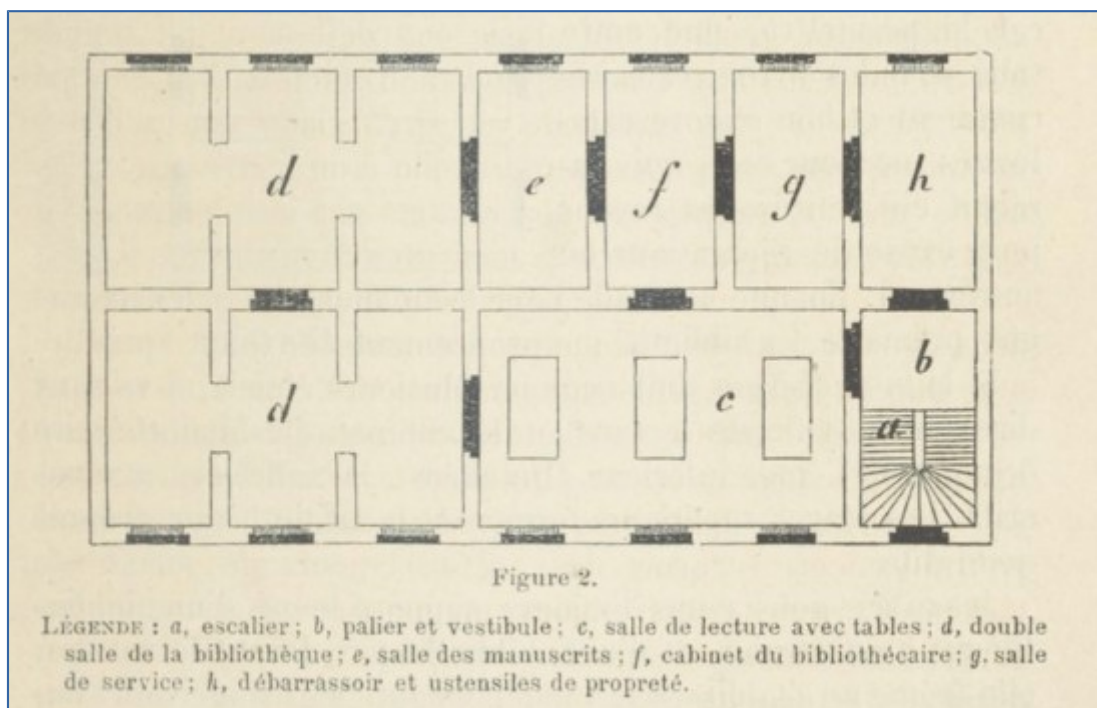 d e f g h
b
d c
a
Figure 2.
LÉGENDE : a, escalier ; b, palier et vestibule ; c, salle de lecture avec tables ; d, double
salle de la bibliothèque ; e, salle des manuscrits ; f, cabinet du bibliothécaire ; g. salle
de service ; h, débarrassoir et ustensiles de propreté.